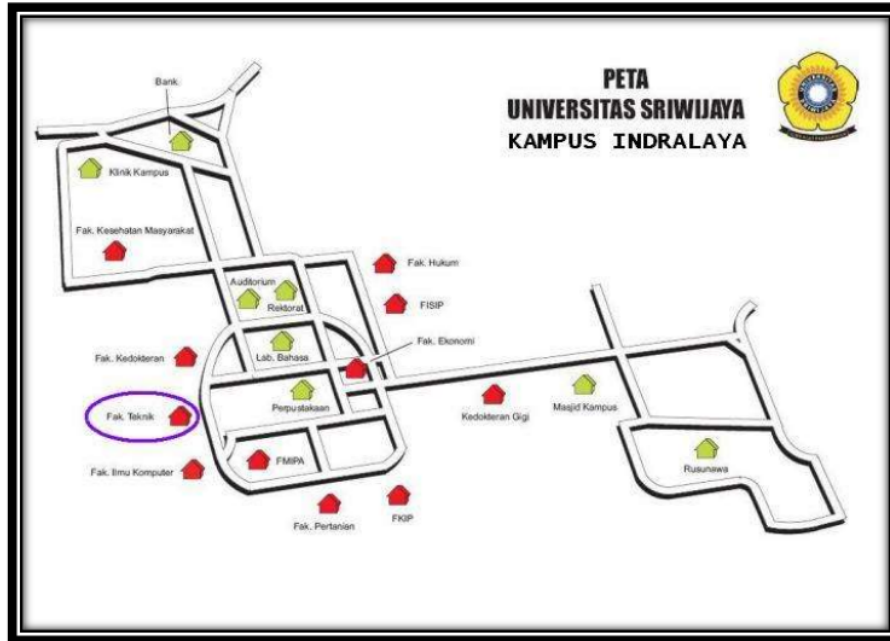 PETA
UNIVERSITAS SRIWIJAYA
KAMPUS INDRALAYA
Bank.
Klinik Kampus
Fak. Kesehatan Masyarakat
Fak. Hukum
Auditorium
Rektorat
FISIP
Fak. Ekonomi
Fak. Kedokteran
Lab. Bahasa
Perpustakaan
Kedokteran Gigi
Masjid Kampus
Fak. Teknik
Fak. Ilmu Komputer
FMIPA
Rusunawa
Fak. Pertanian
FKIP